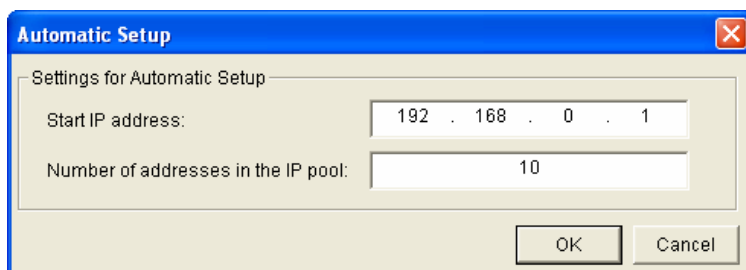 Automatic Setup
Settings for Automatic Setup
Start IP address: 192 . 168 . 0 . 1
Number of addresses in the IP pool: 10
OK Cancel